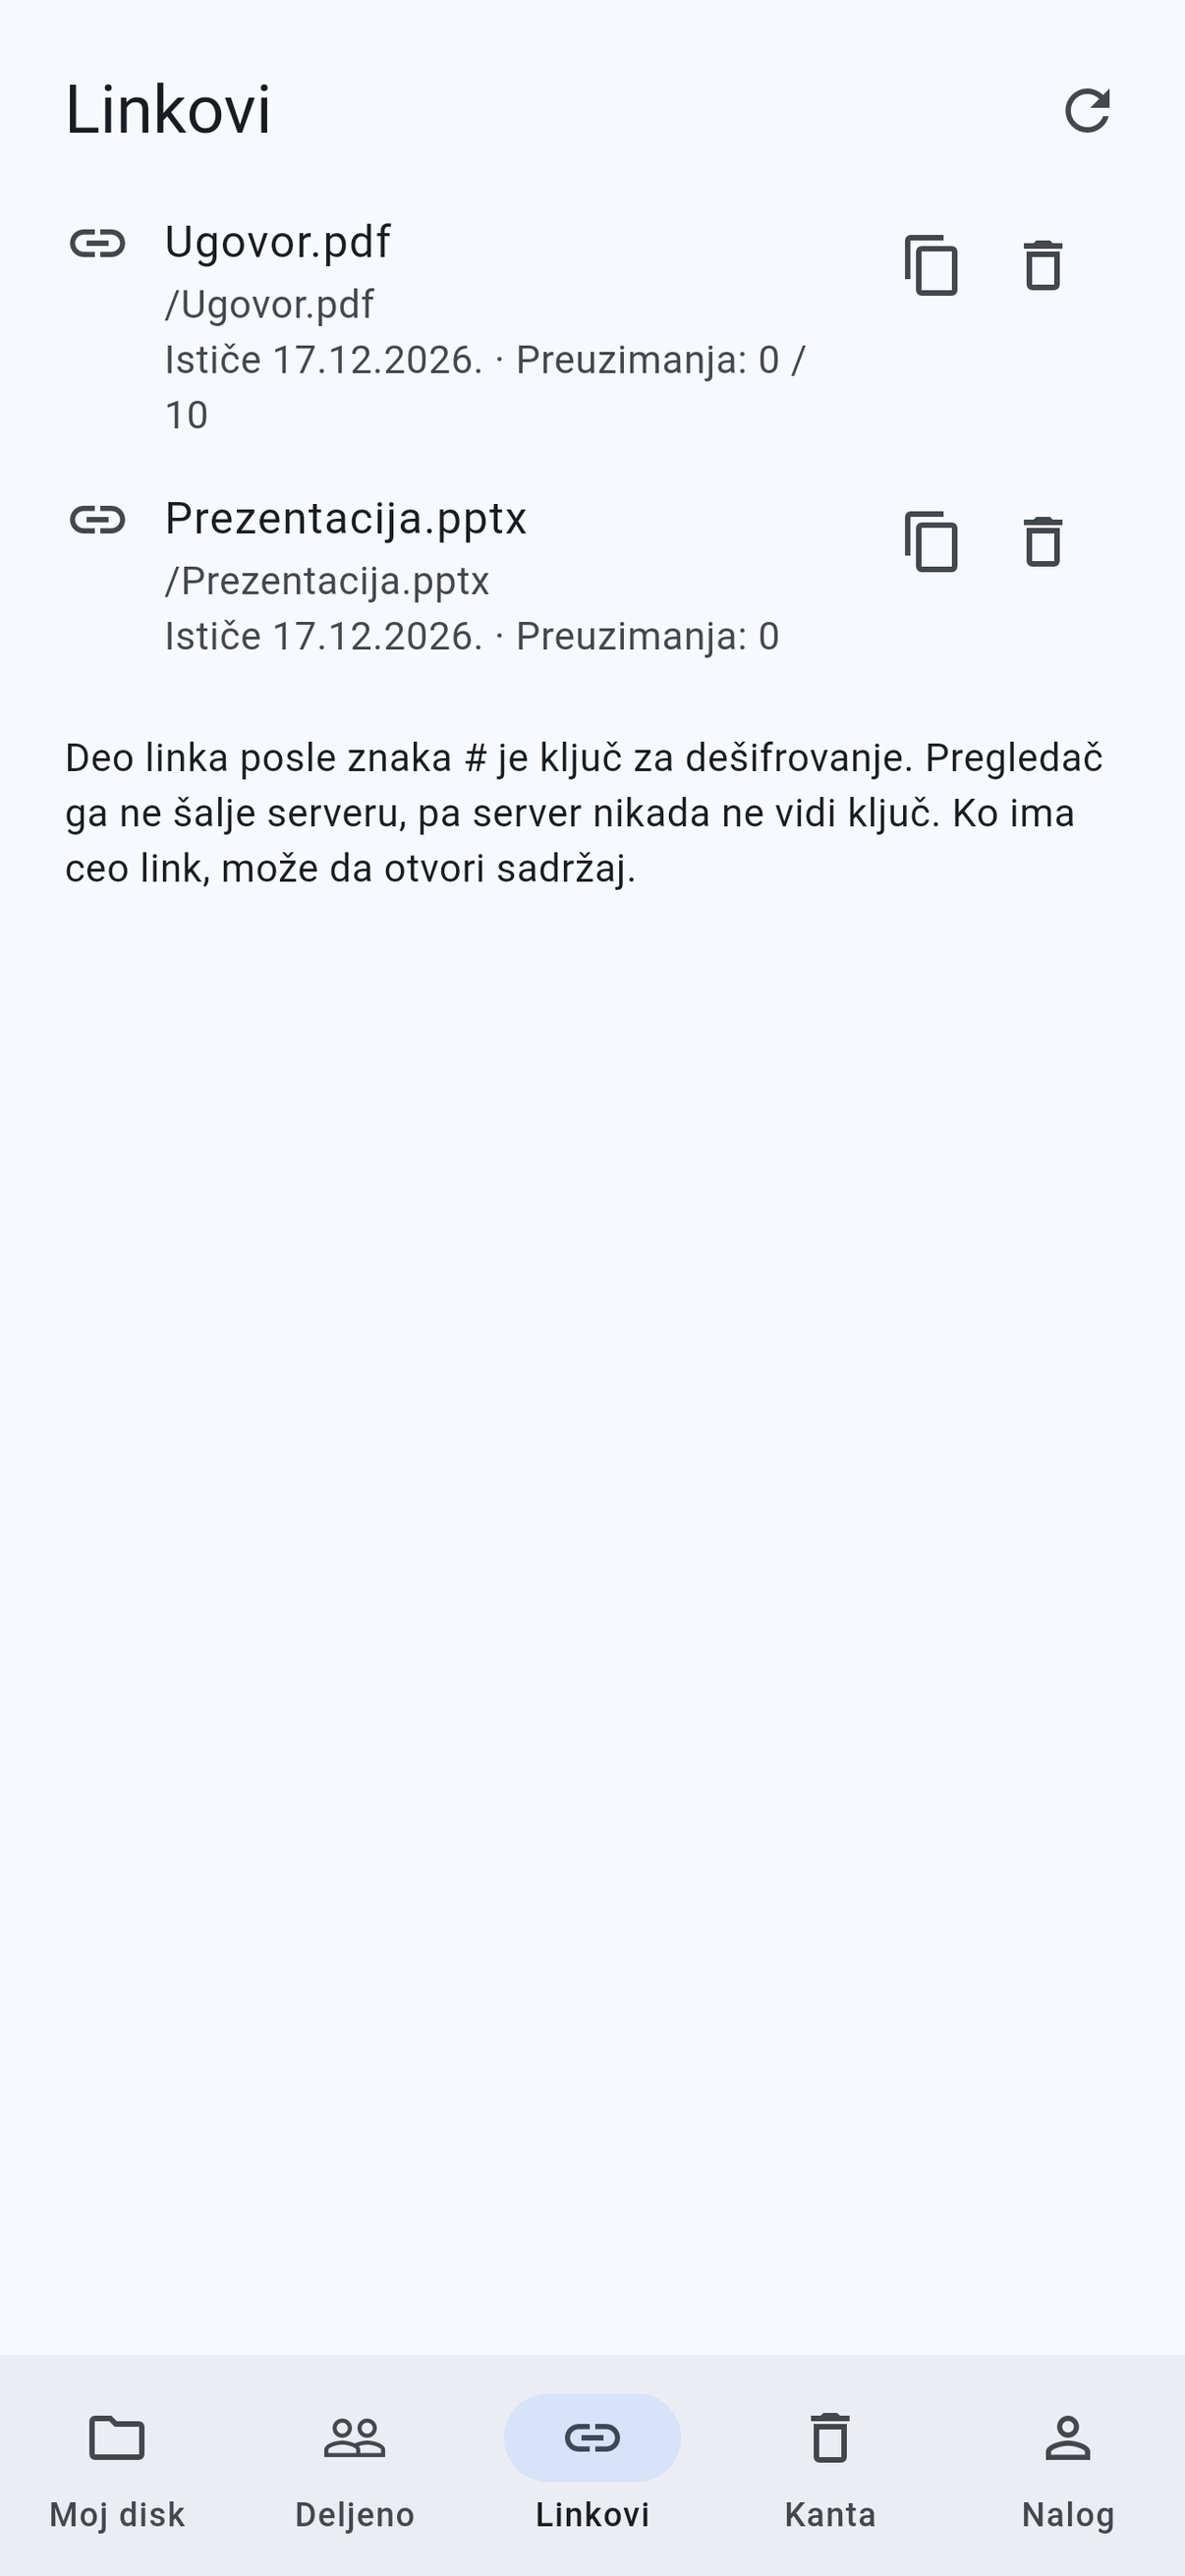 Linkovi
Ugovor.pdf
/Ugovor.pdf
Ističe 17.12.2026. · Preuzimanja: 0 /
10
Prezentacija.pptx
/Prezentacija.pptx
Ističe 17.12.2026. · Preuzimanja: 0
Deo linka posle znaka # je ključ za dešifrovanje. Pregledač
ga ne šalje serveru, pa server nikada ne vidi ključ. Ko ima
ceo link, može da otvori sadržaj.
Moj disk
Deljeno
Linkovi
Kanta
Nalog